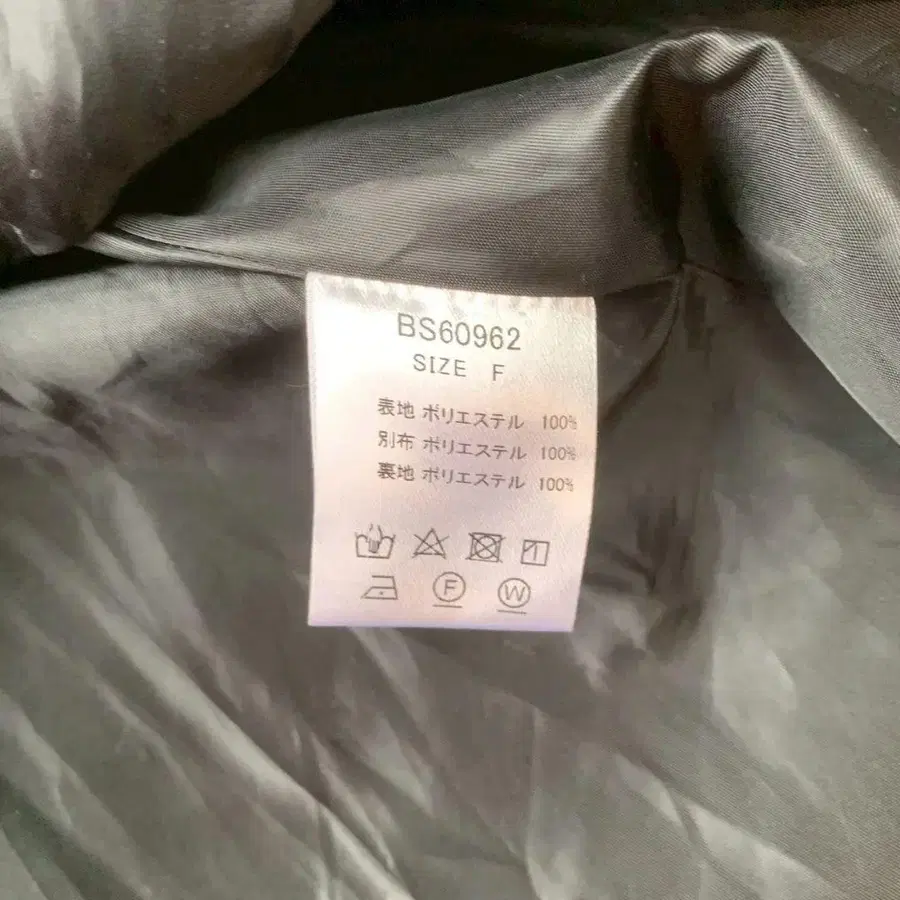 BS60962
SIZE F
表地 ポリエステル 100%
別布 ポリエステル 100%
裏地 ポリエステル 100%
F W